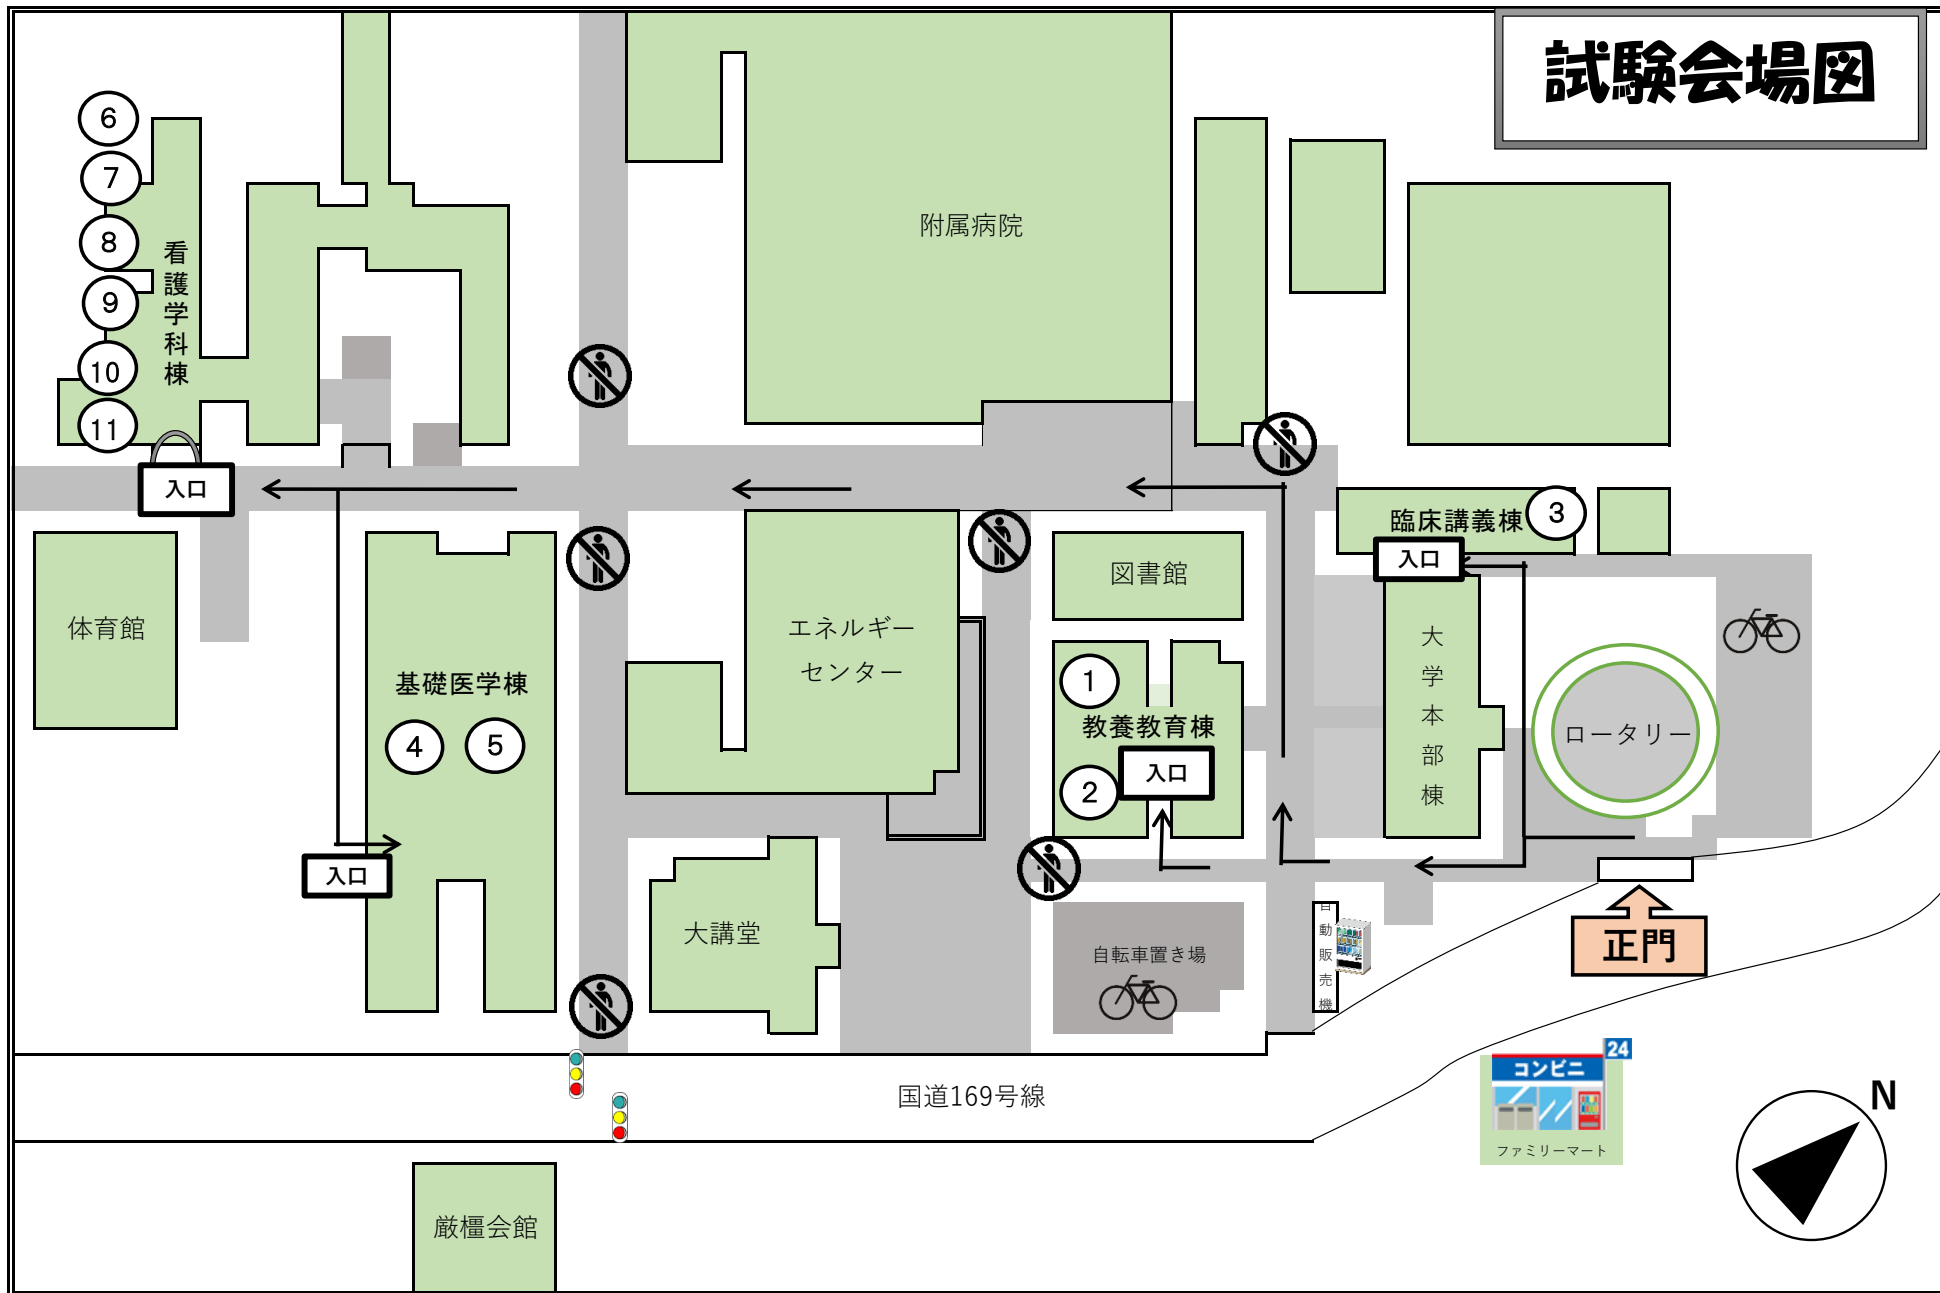 試験会場図
6
7
8
9
10
11
看護学科棟
附属病院
入口
臨床講義棟
3
入口
体育館
基礎医学棟
4
5
入口
エネルギー
センター
図書館
1
教養教育棟
2
入口
大学本部棟
ロータリー
大講堂
自転車置き場
自動販売機
正門
国道169号線
24
コンビニ
ファミリーマート
N
厳橿会館